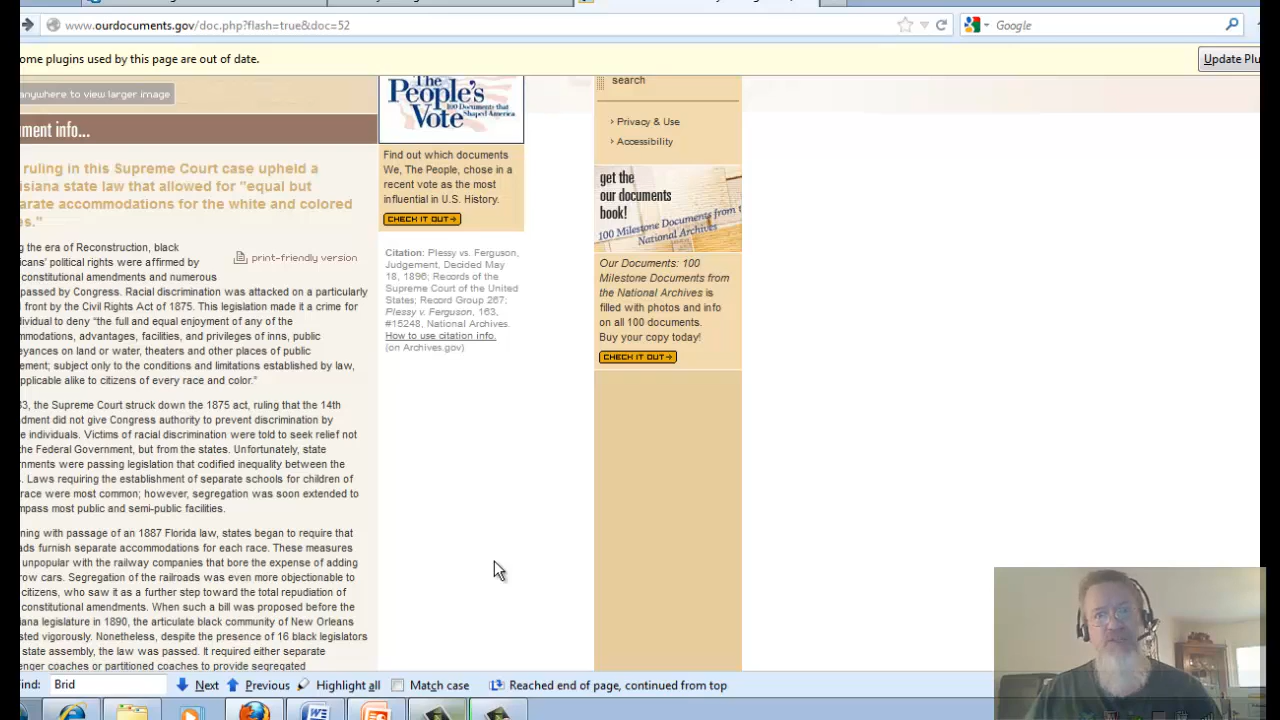 www.ourdocuments.gov/doc.php?flash=true&doc=52
Google
ome plugins used by this page are out of date.
Update Plu
anywhere to view larger image
ment info...
ruling in this Supreme Court case upheld a
isiana state law that allowed for "equal but
arate accommodations for the white and colored
es."
print-friendly version
g the era of Reconstruction, black
icans' political rights were affirmed by
constitutional amendments and numerous
passed by Congress. Racial discrimination was attacked on a particularly
front by the Civil Rights Act of 1875. This legislation made it a crime for
dividual to deny “the full and equal enjoyment of any of the
mmodations, advantages, facilities, and privileges of inns, public
eyances on land or water, theaters and other places of public
ement; subject only to the conditions and limitations established by law,
applicable alike to citizens of every race and color.”
83, the Supreme Court struck down the 1875 act, ruling that the 14th
ndment did not give Congress authority to prevent discrimination by
e individuals. Victims of racial discrimination were told to seek relief not
the Federal Government, but from the states. Unfortunately, state
rnments were passing legislation that codified inequality between the
s. Laws requiring the establishment of separate schools for children of
race were most common; however, segregation was soon extended to
mpass most public and semi-public facilities.
ning with passage of an 1887 Florida law, states began to require that
ads furnish separate accommodations for each race. These measures
unpopular with the railway companies that bore the expense of adding
row cars. Segregation of the railroads was even more objectionable to
citizens, who saw it as a further step toward the total repudiation of
constitutional amendments. When such a bill was proposed before the
iana legislature in 1890, the articulate black community of New Orleans
sted vigorously. Nonetheless, despite the presence of 16 black legislators
state assembly, the law was passed. It required either separate
enger coaches or partitioned coaches to provide segregated
The
People's
Vote
100 Documents that
Shaped America
Find out which documents
We, The People, chose in a
recent vote as the most
influential in U.S. History.
CHECK IT OUT
Citation: Plessy vs. Ferguson,
Judgement, Decided May
18, 1896; Records of the
Supreme Court of the United
States; Record Group 267;
Plessy v. Ferguson, 163,
#15248, National Archives.
How to use citation info.
(on Archives.gov)
search
Privacy & Use
Accessibility
get the
our documents
book!
100 Milestone Documents from t
National Archives
Our Documents: 100
Milestone Documents from
the National Archives is
filled with photos and info
on all 100 documents.
Buy your copy today!
CHECK IT OUT
ind:
Brid
Next
Previous
Highlight all
Match case
Reached end of page, continued from top